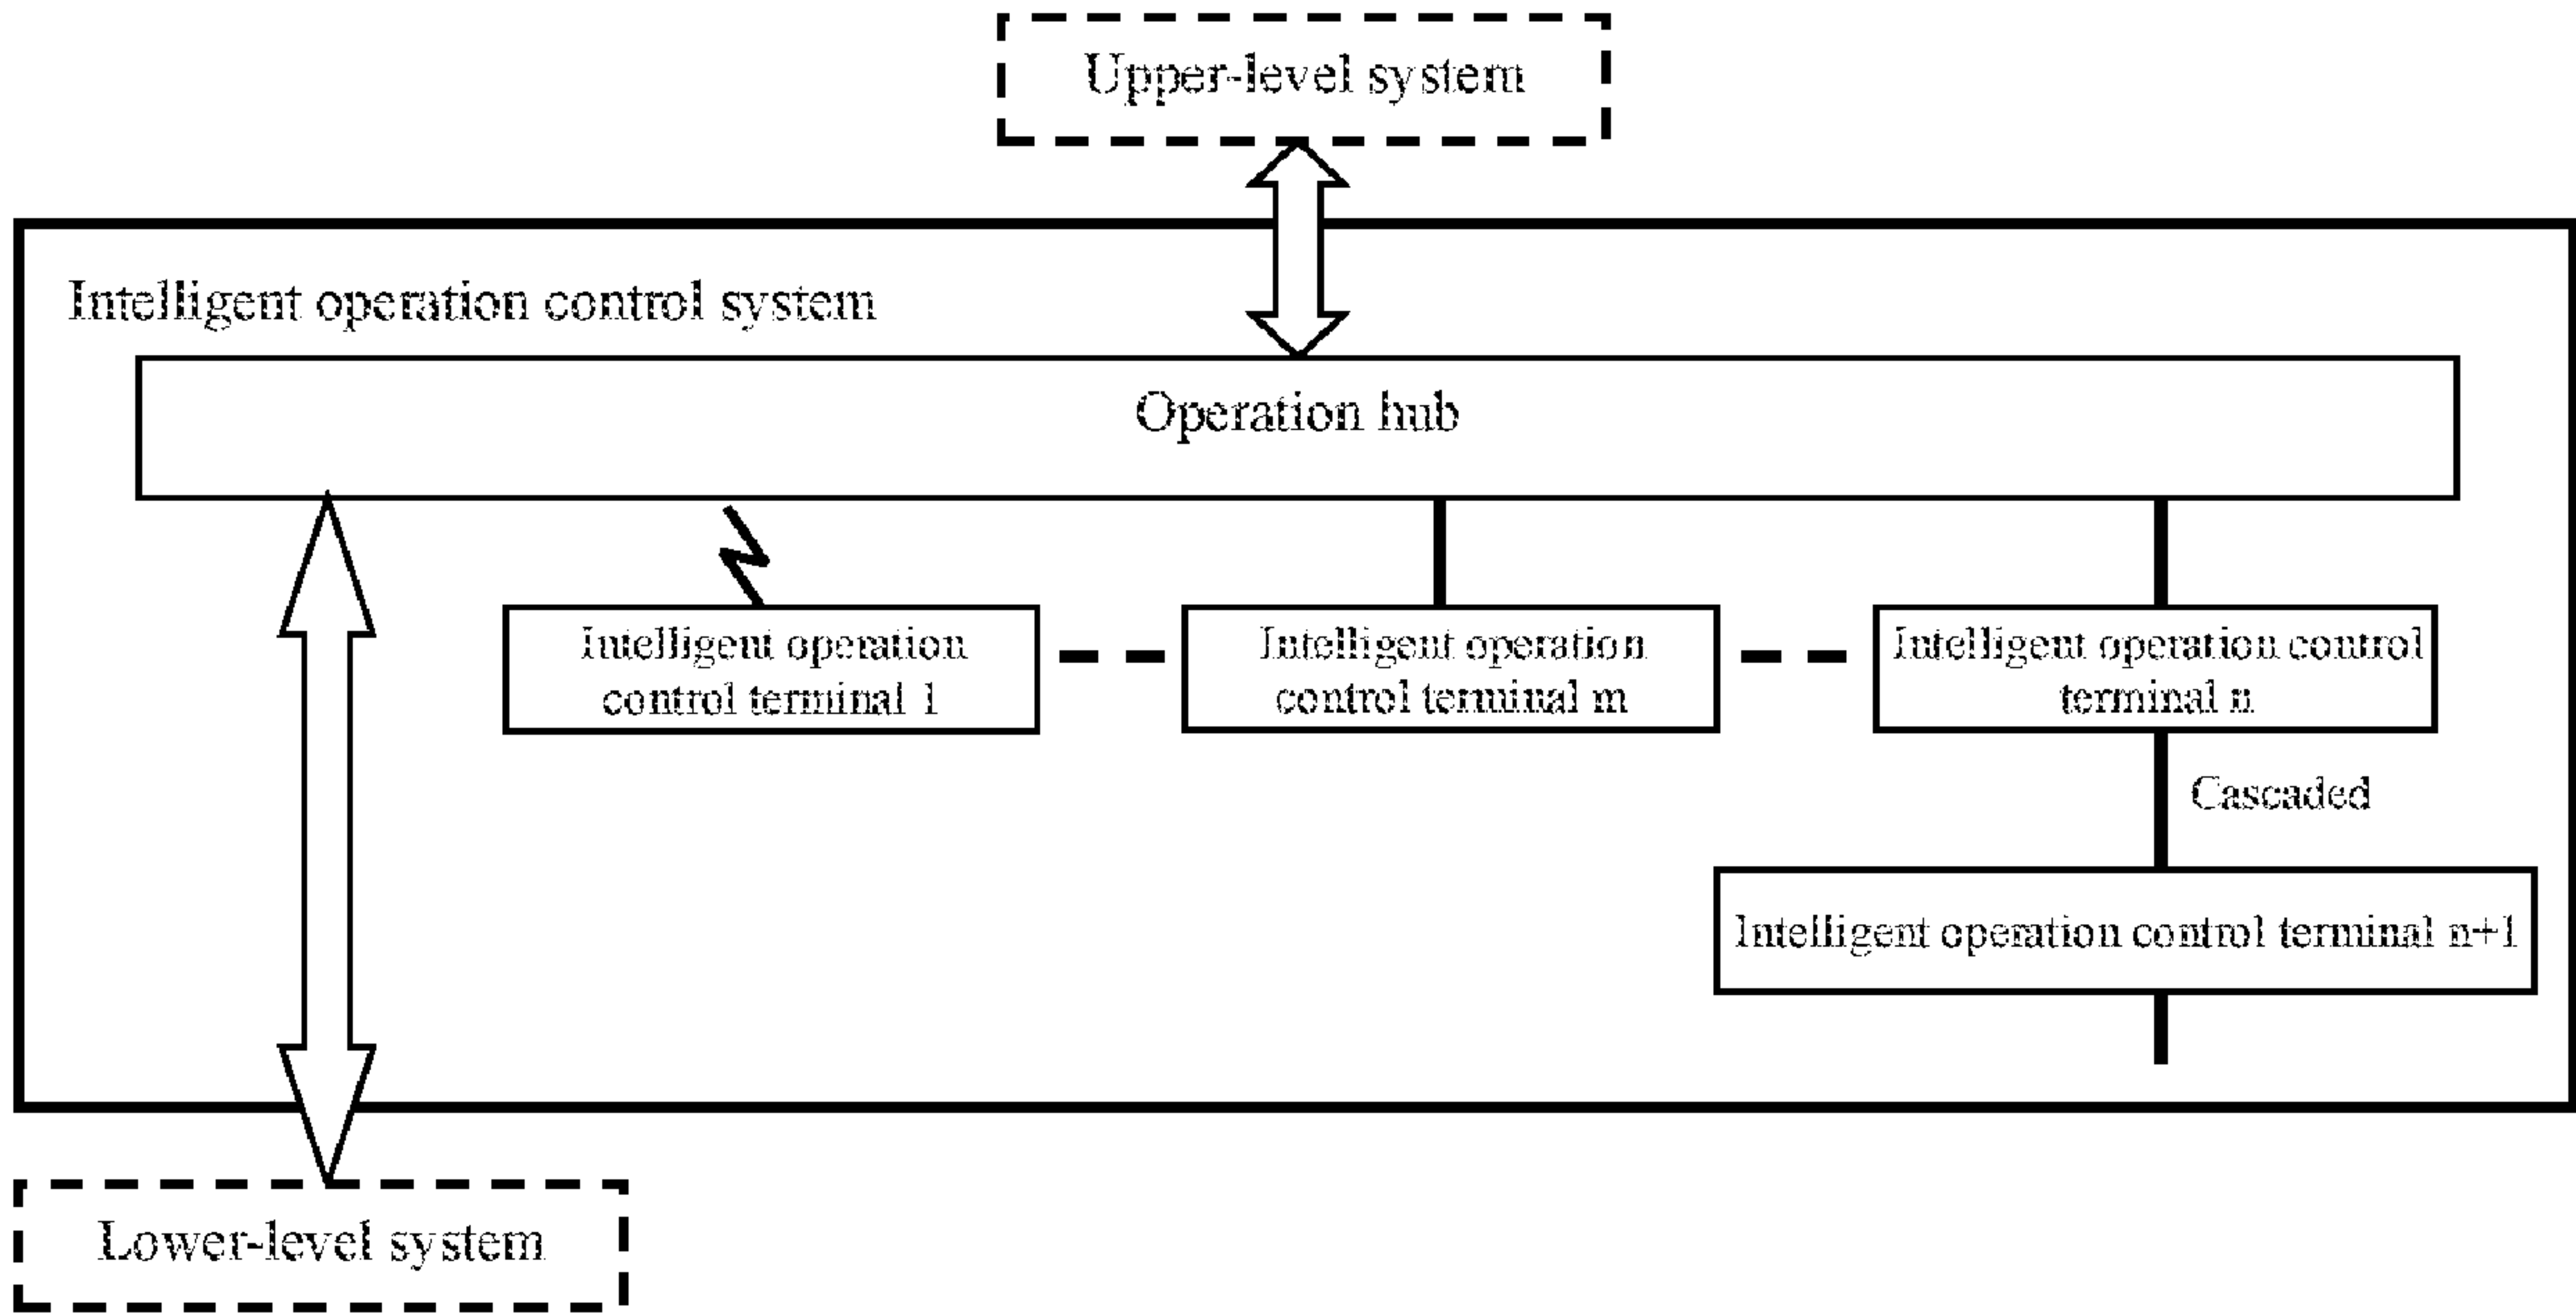 Upper-level system
Intelligent operation control system
Operation hub
Intelligent operation
control terminal 1
Intelligent operation
control terminal m
Intelligent operation control
terminal n
Cascaded
Intelligent operation control terminal n+1
Lower-level system